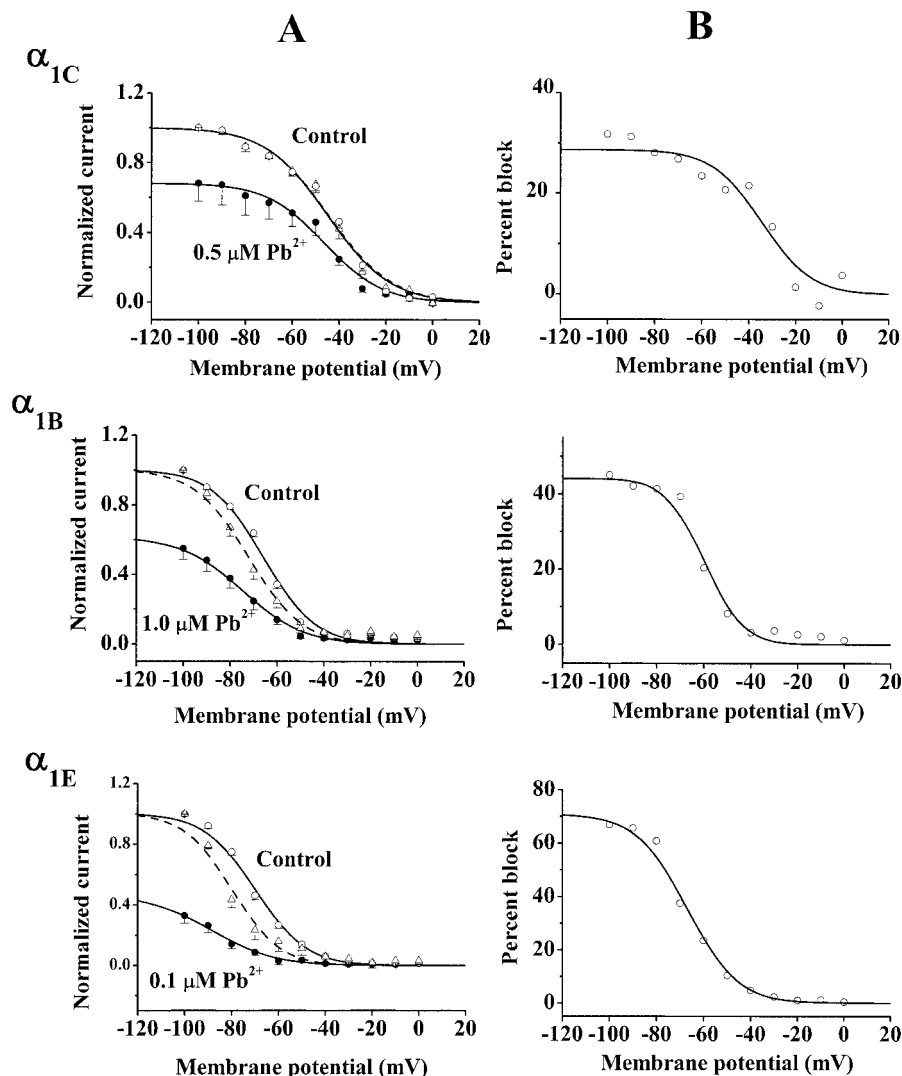 A
B
α1C
1.2
0.8
0.4
0.0
Normalized current
Control
0.5 μM Pb2+
-120 -100 -80 -60 -40 -20 0 20
Membrane potential (mV)
40
20
0
Percent block
-120 -100 -80 -60 -40 -20 0 20
Membrane potential (mV)
α1B
1.2
0.8
0.4
0.0
Normalized current
Control
1.0 μM Pb2+
-120 -100 -80 -60 -40 -20 0 20
Membrane potential (mV)
40
20
0
Percent block
-120 -100 -80 -60 -40 -20 0 20
Membrane potential (mV)
α1E
1.2
0.8
0.4
0.0
Normalized current
Control
0.1 μM Pb2+
-120 -100 -80 -60 -40 -20 0 20
Membrane potential (mV)
80
60
40
20
0
Percent block
-120 -100 -80 -60 -40 -20 0 20
Membrane potential (mV)